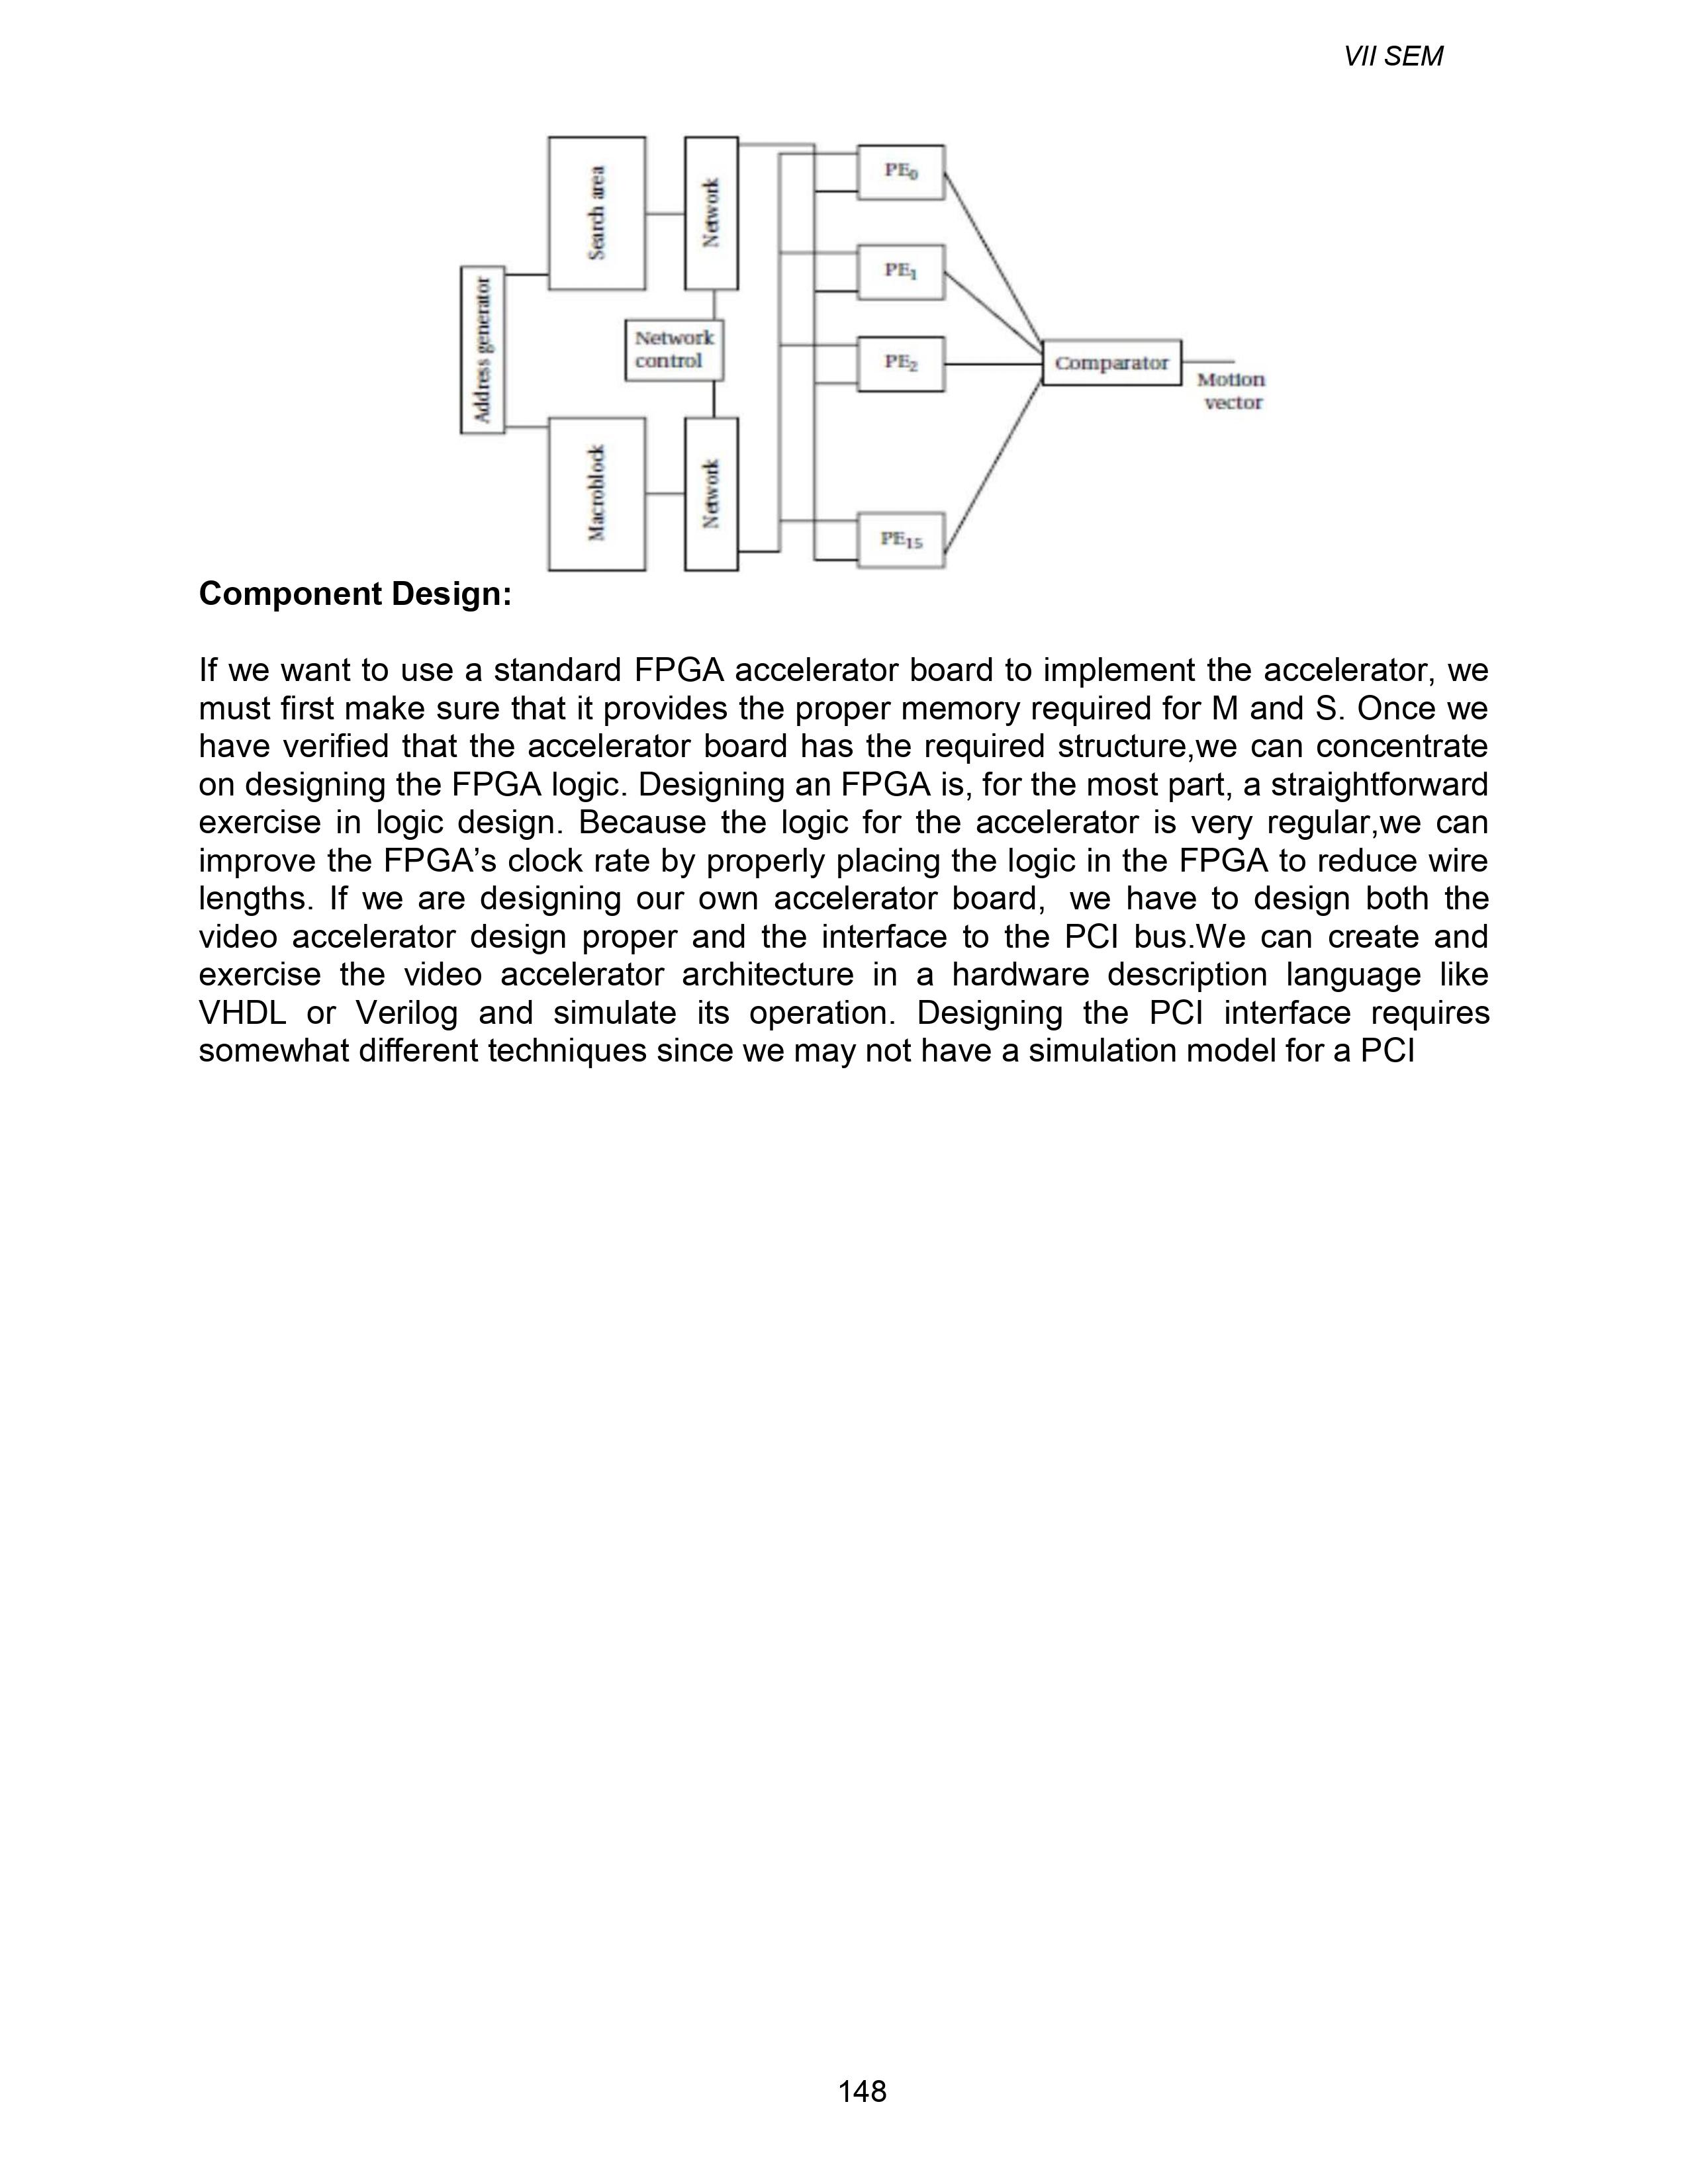 VII SEM
Search area
Network
PE0
Address generator
PE1
Network
control
PE2
Comparator
Motion
vector
Macroblock
Network
PE15
Component Design:
If we want to use a standard FPGA accelerator board to implement the accelerator, we
must first make sure that it provides the proper memory required for M and S. Once we
have verified that the accelerator board has the required structure,we can concentrate
on designing the FPGA logic. Designing an FPGA is, for the most part, a straightforward
exercise in logic design. Because the logic for the accelerator is very regular,we can
improve the FPGA’s clock rate by properly placing the logic in the FPGA to reduce wire
lengths. If we are designing our own accelerator board, we have to design both the
video accelerator design proper and the interface to the PCI bus.We can create and
exercise the video accelerator architecture in a hardware description language like
VHDL or Verilog and simulate its operation. Designing the PCI interface requires
somewhat different techniques since we may not have a simulation model for a PCI
148